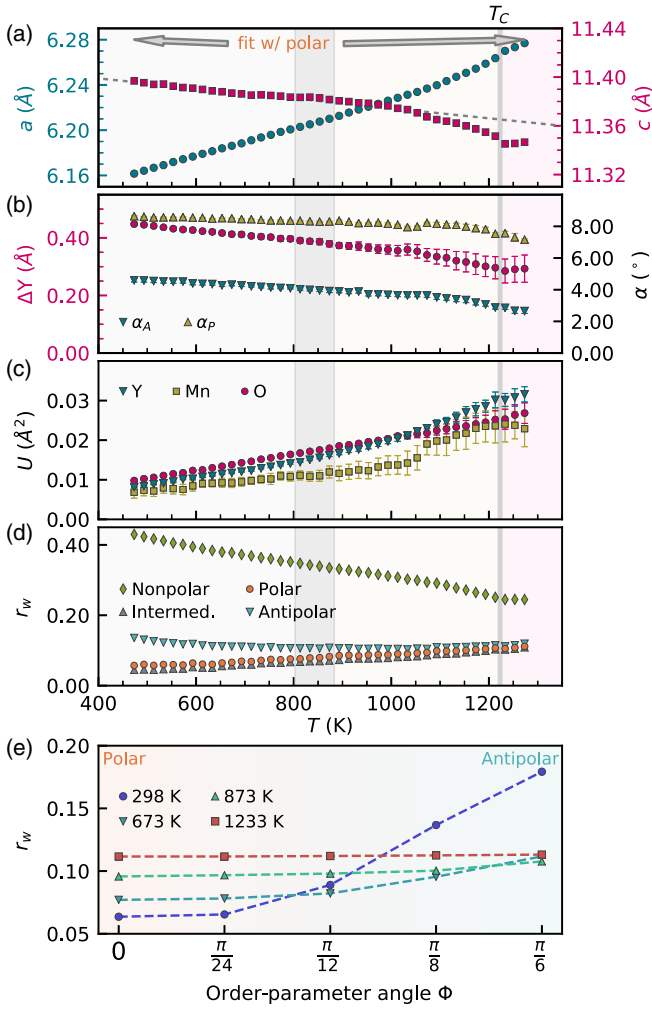 T_C
(a)
fit w/ polar
6.28
6.24
6.20
6.16
a (Å)
11.44
11.40
11.36
11.32
c (Å)
(b)
0.40
0.20
0.00
ΔY (Å)
α_A
α_P
8.00
6.00
4.00
2.00
0.00
α (°)
(c)
Y Mn O
0.03
0.02
0.01
0.00
U (Å²)
(d)
0.40
0.20
0.00
r_w
Nonpolar Polar
Intermed. Antipolar
400 600 800 1000 1200
T (K)
(e)
Polar Antipolar
298 K 873 K
673 K 1233 K
0.20
0.15
0.10
0.05
r_w
0 π/24 π/12 π/8 π/6
Order-parameter angle Φ